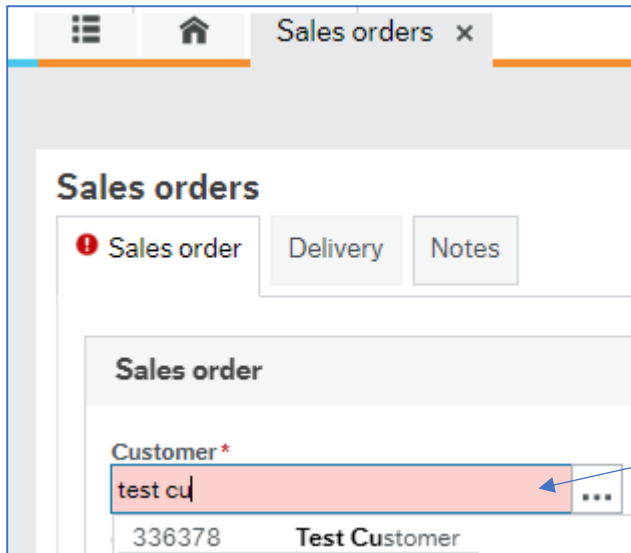 Sales orders ×
Sales orders
Sales order Delivery Notes
Sales order
Customer*
test cu ...
336378 Test Customer